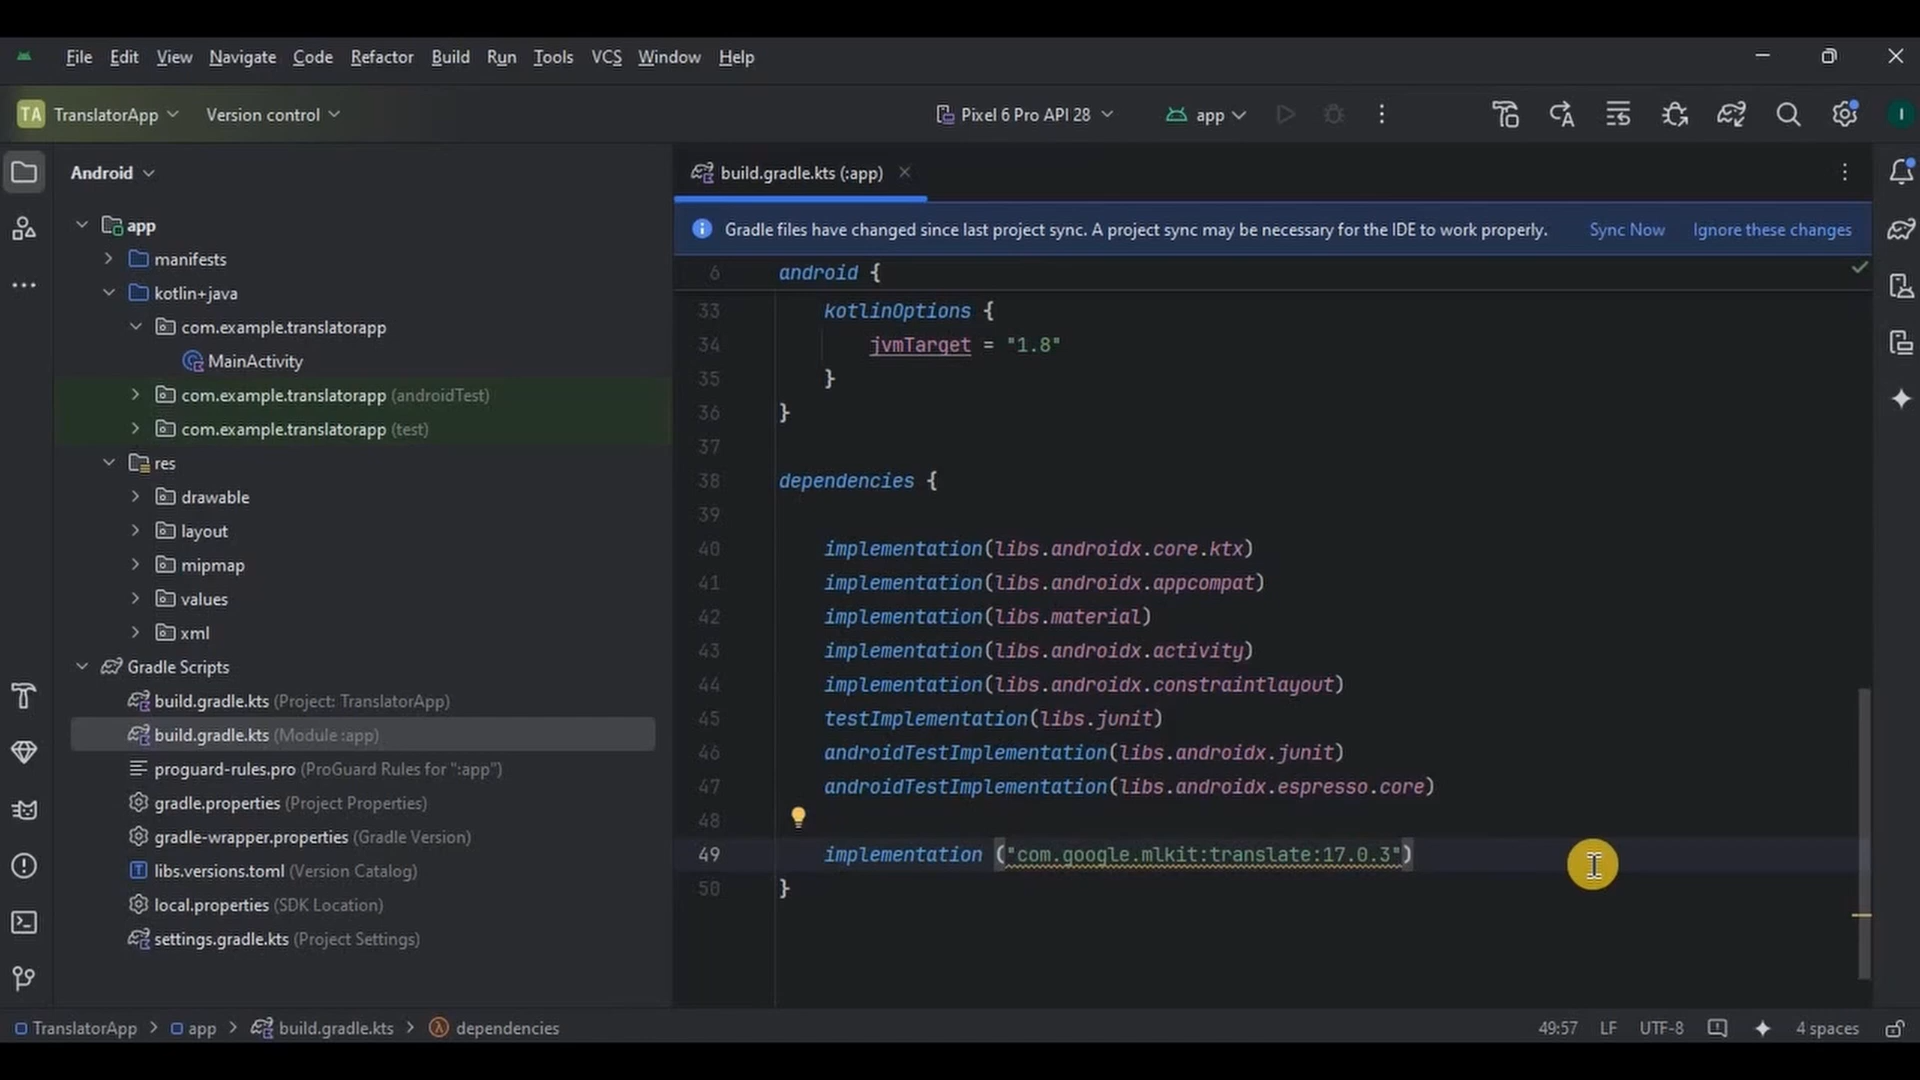 File Edit View Navigate Code Refactor Build Run Tools VCS Window Help
TA TranslatorApp Version control Pixel 6 Pro API 28 app I
Android
app
manifests
kotlin+java
com.example.translatorapp
MainActivity
com.example.translatorapp (androidTest)
com.example.translatorapp (test)
res
drawable
layout
mipmap
values
xml
Gradle Scripts
build.gradle.kts (Project: TranslatorApp)
build.gradle.kts (Module :app)
proguard-rules.pro (ProGuard Rules for ":app")
gradle.properties (Project Properties)
gradle-wrapper.properties (Gradle Version)
libs.versions.toml (Version Catalog)
local.properties (SDK Location)
settings.gradle.kts (Project Settings)
build.gradle.kts (:app)
Gradle files have changed since last project sync. A project sync may be necessary for the IDE to work properly. Sync Now Ignore these changes
6 android {
33 kotlinOptions {
34 jvmTarget = "1.8"
35 }
36 }
37
38 dependencies {
39
40 implementation(libs.androidx.core.ktx)
41 implementation(libs.androidx.appcompat)
42 implementation(libs.material)
43 implementation(libs.androidx.activity)
44 implementation(libs.androidx.constraintlayout)
45 testImplementation(libs.junit)
46 androidTestImplementation(libs.androidx.junit)
47 androidTestImplementation(libs.androidx.espresso.core)
48
49 implementation ("com.google.mlkit:translate:17.0.3")
50 }
TranslatorApp > app > build.gradle.kts > dependencies 49:57 LF UTF-8 4 spaces